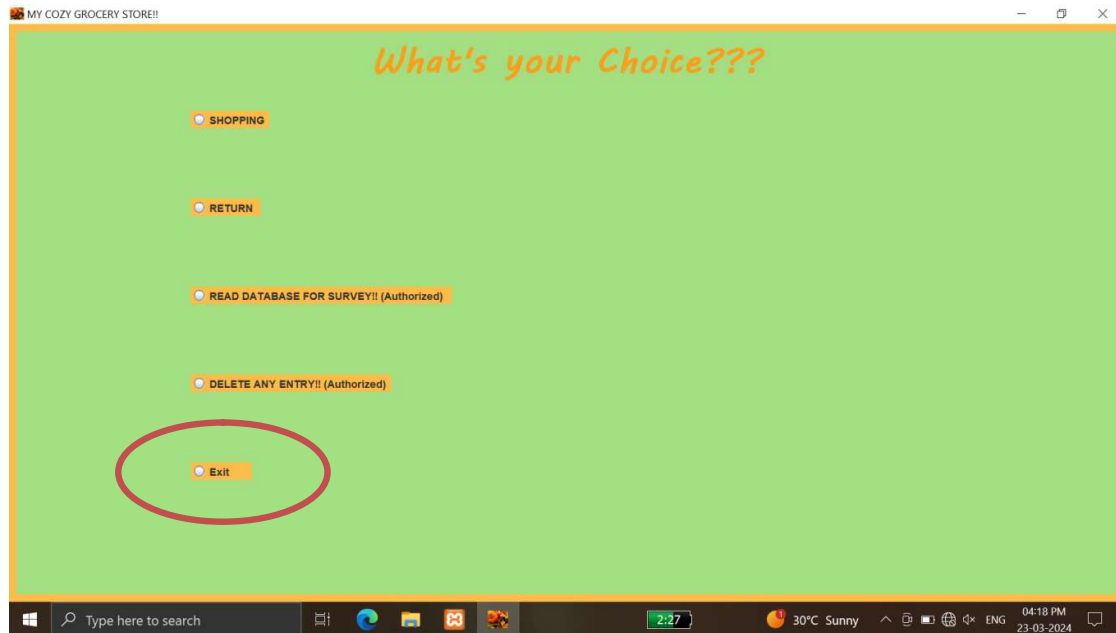 MY COZY GROCERY STORE!!
What's your Choice???
SHOPPING
RETURN
READ DATABASE FOR SURVEY!! (Authorized)
DELETE ANY ENTRY!! (Authorized)
Exit
Type here to search
2:27
1
30°C Sunny
ENG
04:18 PM
23-03-2024